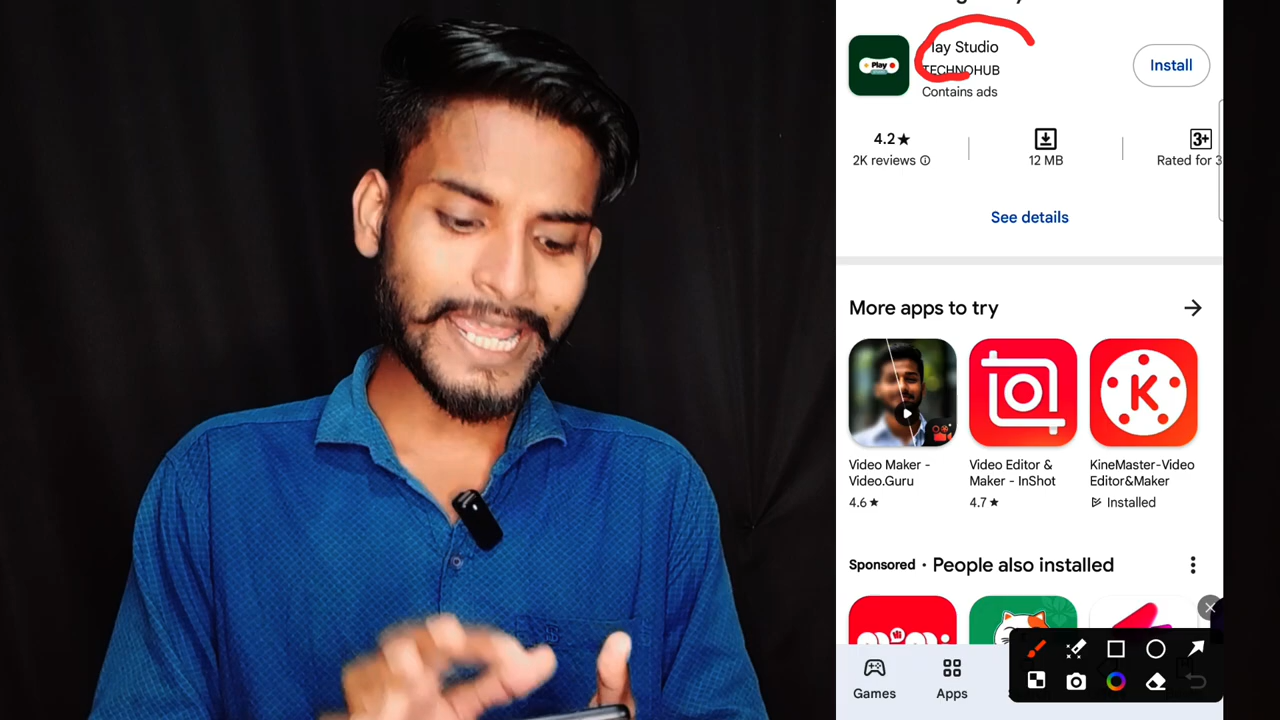 Play Studio
TECHNOHUB
Contains ads
Install
Play
4.2★
2K reviews
12 MB
3+
Rated for 3
See details
More apps to try
K
Video Maker -
Video.Guru
4.6 ★
Video Editor &
Maker - InShot
4.7 ★
KineMaster-Video
Editor&Maker
Installed
Sponsored · People also installed
Games
Apps